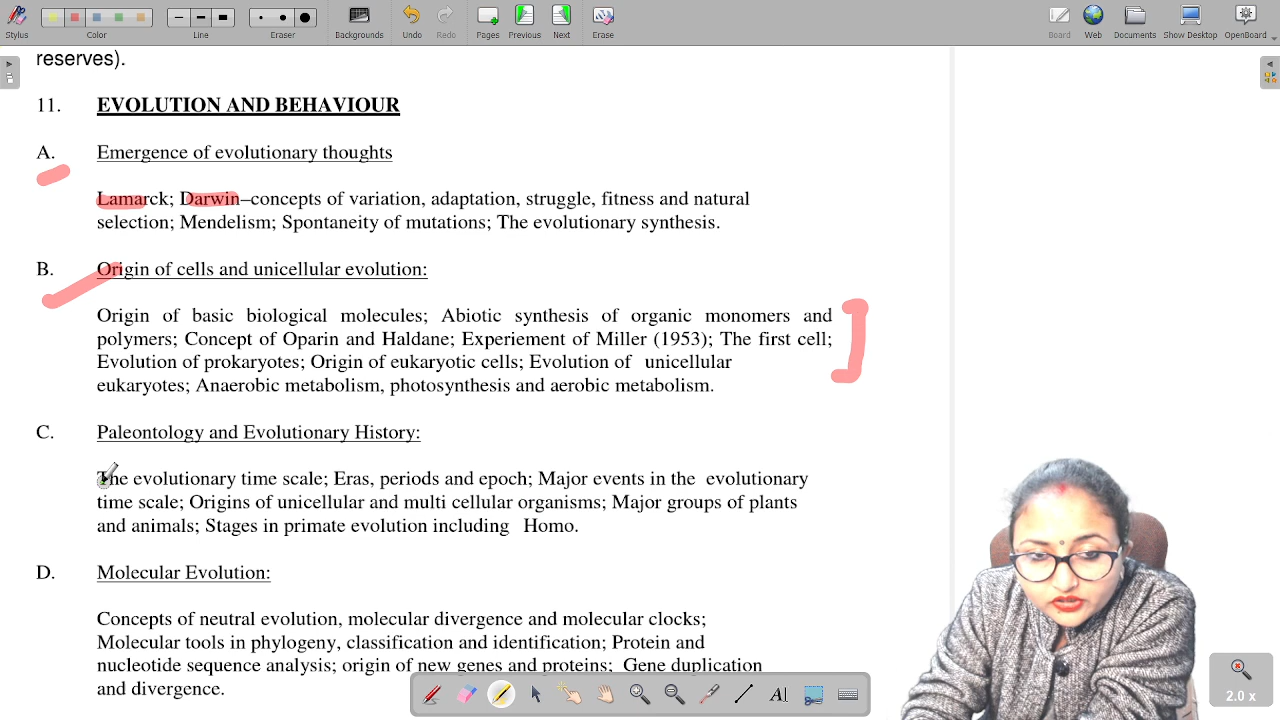 Stylus Color Line Eraser Backgrounds Undo Redo Pages Previous Next Erase Board Web Documents Show Desktop OpenBoard
reserves).
11. EVOLUTION AND BEHAVIOUR
A. Emergence of evolutionary thoughts
Lamarck; Darwin–concepts of variation, adaptation, struggle, fitness and natural
selection; Mendelism; Spontaneity of mutations; The evolutionary synthesis.
B. Origin of cells and unicellular evolution:
Origin of basic biological molecules; Abiotic synthesis of organic monomers and
polymers; Concept of Oparin and Haldane; Experiement of Miller (1953); The first cell;
Evolution of prokaryotes; Origin of eukaryotic cells; Evolution of unicellular
eukaryotes; Anaerobic metabolism, photosynthesis and aerobic metabolism.
C. Paleontology and Evolutionary History:
The evolutionary time scale; Eras, periods and epoch; Major events in the evolutionary
time scale; Origins of unicellular and multi cellular organisms; Major groups of plants
and animals; Stages in primate evolution including Homo.
D. Molecular Evolution:
Concepts of neutral evolution, molecular divergence and molecular clocks;
Molecular tools in phylogeny, classification and identification; Protein and
nucleotide sequence analysis; origin of new genes and proteins; Gene duplication
and divergence.
AI
2.0 x